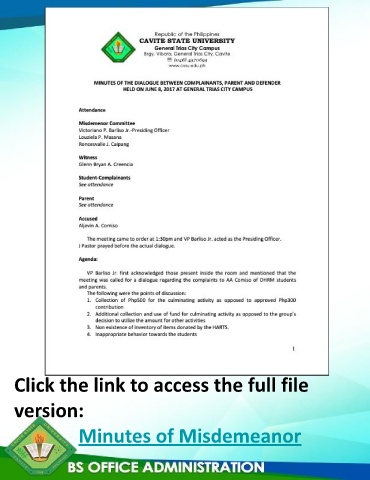 Republic of the Philippines
CAVITE STATE UNIVERSITY
General Trias City Campus
Brgy. Vibora, General Trias City, Cavite
www.cvsu.edu.ph
MINUTES OF THE DIALOGUE BETWEEN COMPLAINANTS, PARENT AND DEFENDER
HELD ON JUNE 8, 2017 AT GENERAL TRIAS CITY CAMPUS
Attendance
Misdemenor Committee
Victoriano P. Barliso Jr.-Presiding Officer
Louziela P. Masana
Roncesvalle J. Caipang
Witness
Glenn Bryan A. Creencia
Student-Complainants
See attendance
Parent
See attendance
Accused
Aljevin A. Comiso
The meeting came to order at 1:30pm and VP Barliso Jr. acted as the Presiding Officer.
J Pastor prayed before the actual dialogue.
Agenda:
VP Barliso Jr. first acknowledged those present inside the room and mentioned that the
meeting was called for a dialogue regarding the complaints to AA Comiso of DHRM students
and parents.
The following were the points of discussion:
1. Collection of Php500 for the culminating activity as opposed to approved Php300
contribution
2. Additional collection and use of fund for culminating activity as opposed to the group's
decision to utilize the amount for other activities
3. Non existence of inventory of items donated by the HARTS.
4. Inappropriate behavior towards the students
1
Click the link to access the full file
version:
Minutes of Misdemeanor
BS OFFICE ADMINISTRATION